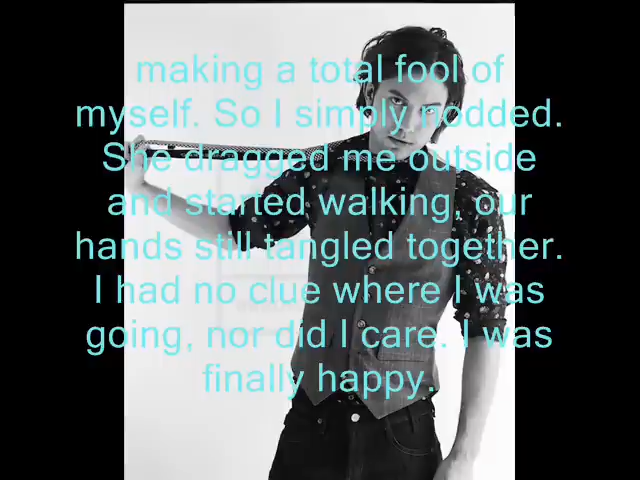 making a total fool of
myself. So I simply nodded.
She dragged me outside
and started walking, our
hands still tangled together.
I had no clue where I was
going, nor did I care. I was
finally happy.